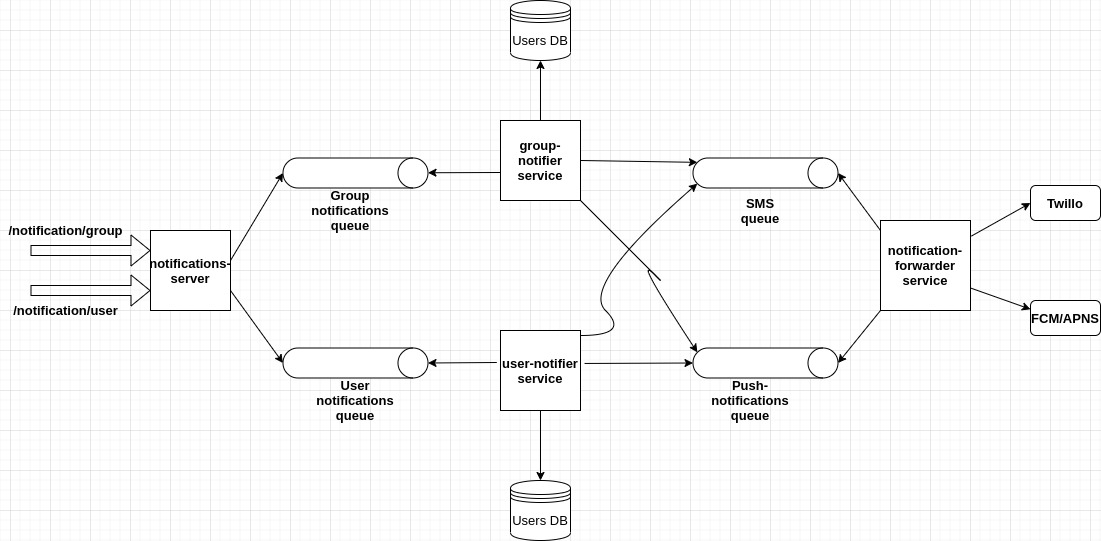 Users DB
group-
notifier
service
Group
notifications
queue
SMS
queue
/notification/group
notifications-
server
/notification/user
notification-
forwarder
service
Twillo
FCM/APNS
user-notifier
service
User
notifications
queue
Push-
notifications
queue
Users DB